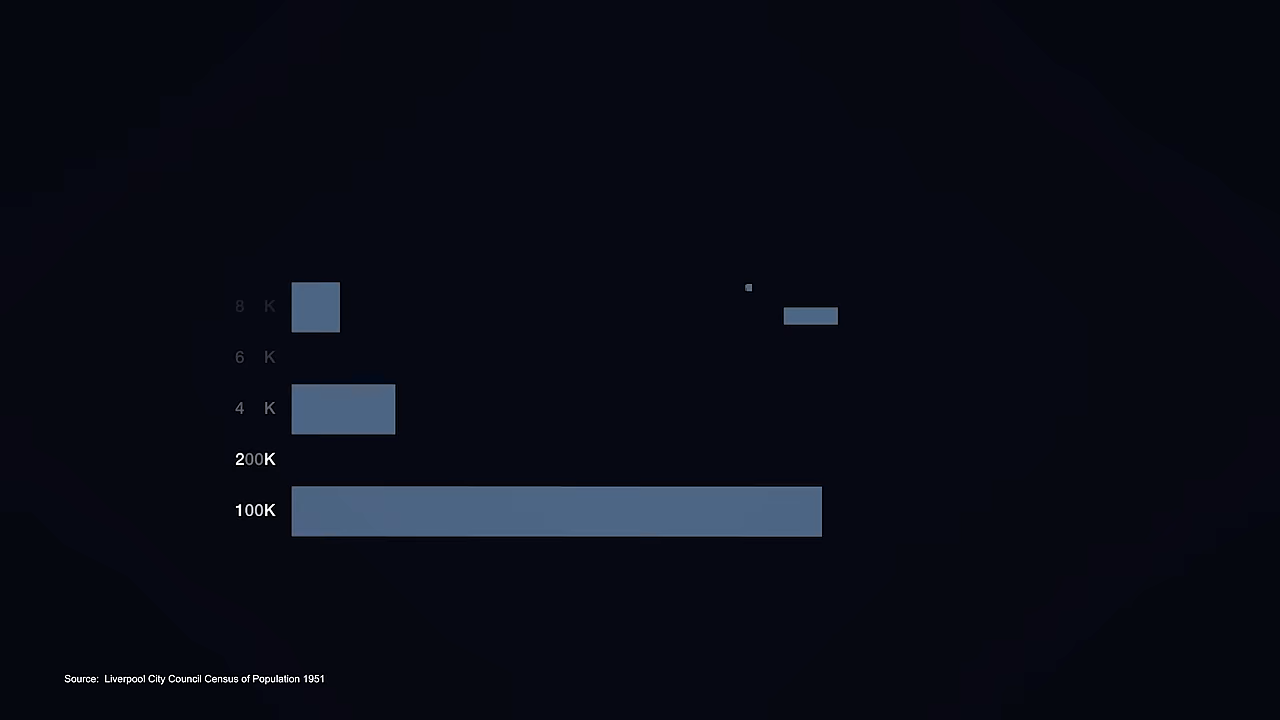 8 K
6 K
4 K
200K
100K
Source: Liverpool City Council Census of Population 1951